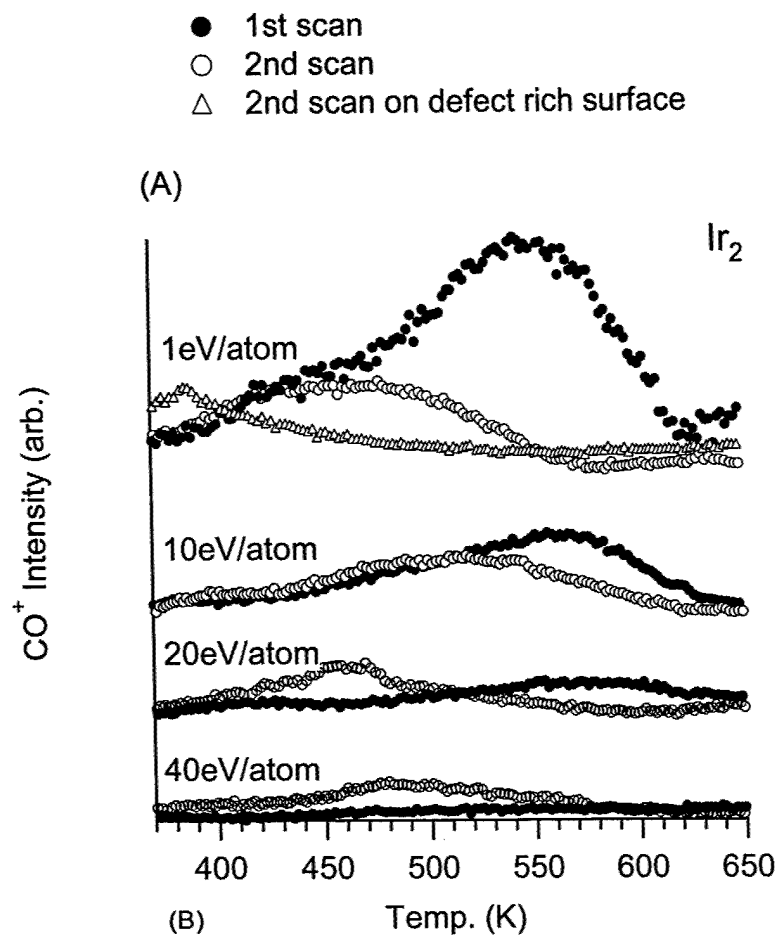 ● 1st scan
○ 2nd scan
△ 2nd scan on defect rich surface
(A)
Ir₂
1eV/atom
10eV/atom
20eV/atom
40eV/atom
CO⁺ Intensity (arb.)
400 450 500 550 600 650
(B) Temp. (K)